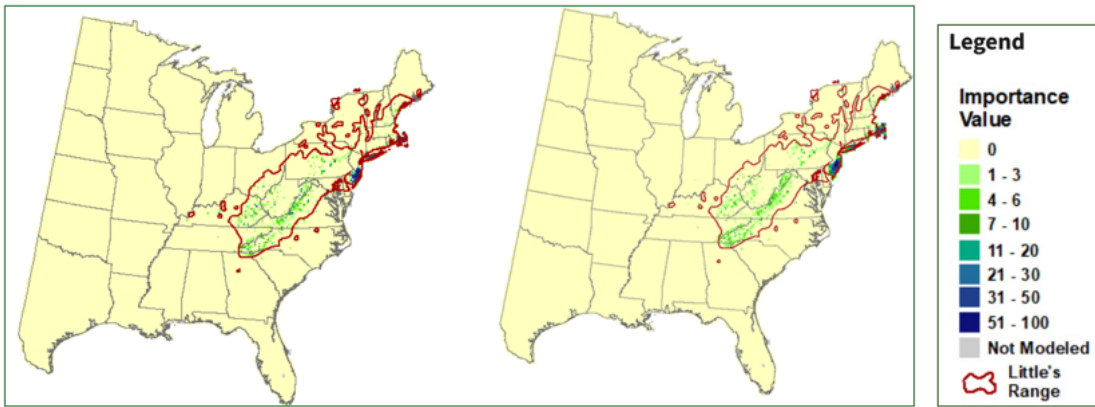 Legend
Importance
Value
0
1 - 3
4 - 6
7 - 10
11 - 20
21 - 30
31 - 50
51 - 100
Not Modeled
Little's
Range